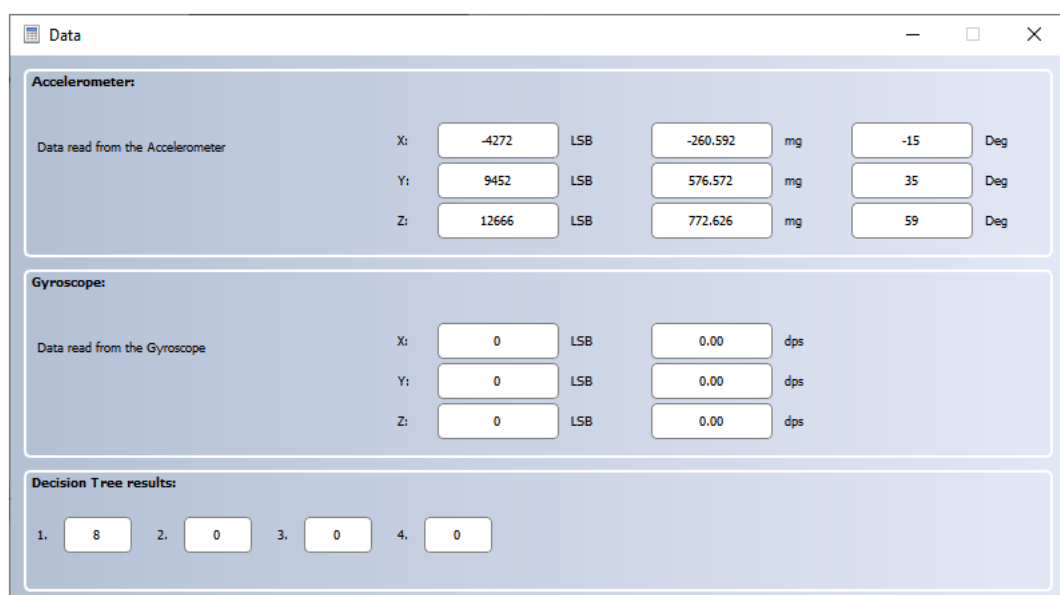 Data
Accelerometer:
Data read from the Accelerometer
X: -4272 LSB -260.592 mg -15 Deg
Y: 9452 LSB 576.572 mg 35 Deg
Z: 12666 LSB 772.626 mg 59 Deg
Gyroscope:
Data read from the Gyroscope
X: 0 LSB 0.00 dps
Y: 0 LSB 0.00 dps
Z: 0 LSB 0.00 dps
Decision Tree results:
1. 8 2. 0 3. 0 4. 0